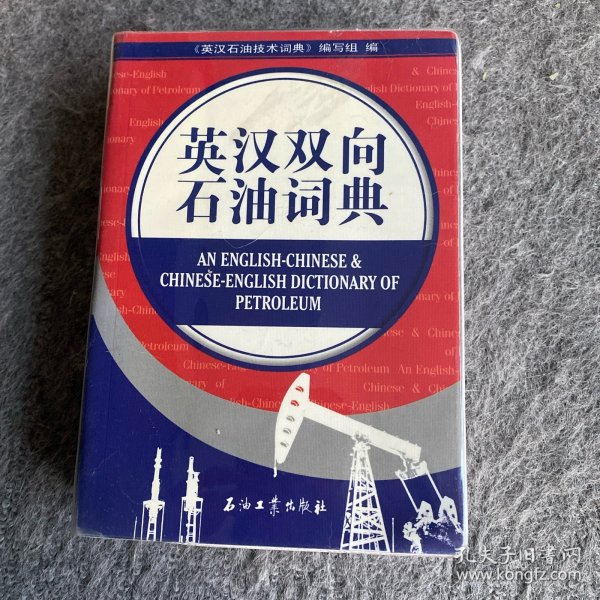 《英汉石油技术词典》编写组 编
英汉双向
石油词典
AN ENGLISH-CHINESE &
CHINESE-ENGLISH DICTIONARY OF
PETROLEUM
石油工业出版社
孔夫子旧书网
www.kongfz.com